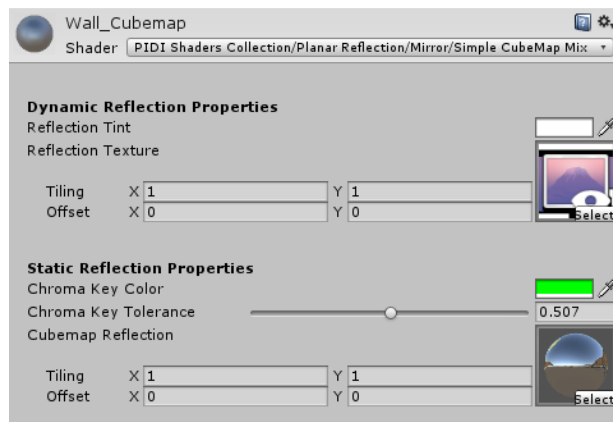 Wall_Cubemap
Shader PIDI Shaders Collection/Planar Reflection/Mirror/Simple CubeMap Mix
Dynamic Reflection Properties
Reflection Tint
Reflection Texture
Tiling X 1 Y 1
Offset X 0 Y 0
Select
Static Reflection Properties
Chroma Key Color
Chroma Key Tolerance 0.507
Cubemap Reflection
Tiling X 1 Y 1
Offset X 0 Y 0
Select